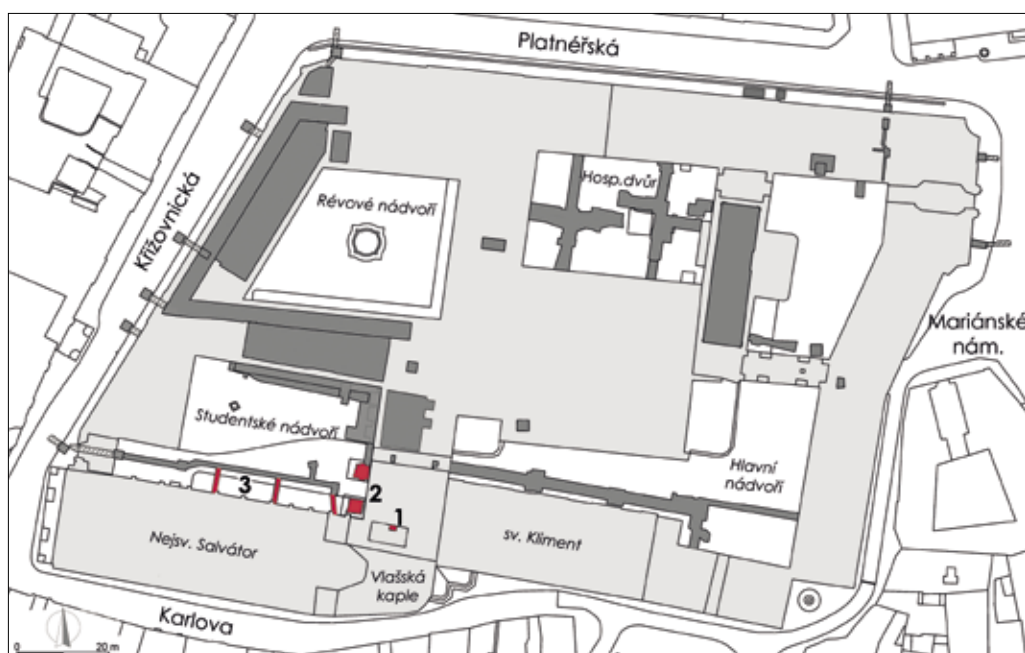 Platnéřská
Křížovnická
Révové nádvoří
Hosp.dvůr
Mariánské
nám.
Studentské nádvoří
Hlavní
nádvoří
3
2
1
Nejsv. Salvátor
sv. Kliment
Vlašská
kaple
Karlova
0 20 m